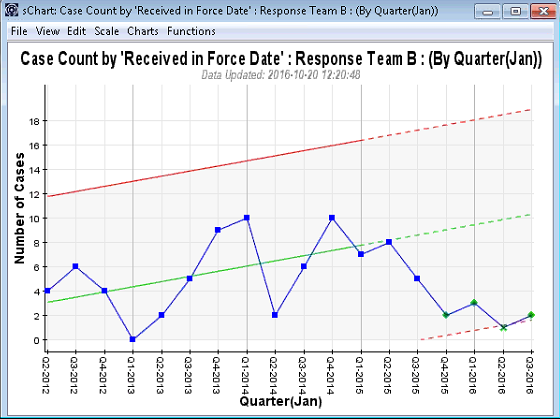 sChart: Case Count by 'Received in Force Date' : Response Team B : (By Quarter(Jan))
File View Edit Scale Charts Functions
Case Count by 'Received in Force Date' : Response Team B : (By Quarter(Jan))
Data Updated: 2016-10-20 12:20:48
Number of Cases
18
16
14
12
10
8
6
4
2
0
Q2-2012 Q3-2012 Q4-2012 Q1-2013 Q2-2013 Q3-2013 Q4-2013 Q1-2014 Q2-2014 Q3-2014 Q4-2014 Q1-2015 Q2-2015 Q3-2015 Q4-2015 Q1-2016 Q2-2016 Q3-2016
Quarter(Jan)